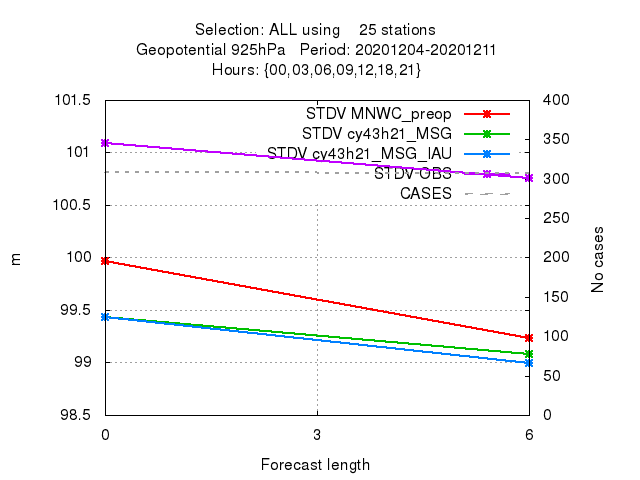 Selection: ALL using 25 stations
Geopotential 925hPa Period: 20201204-20201211
Hours: {00,03,06,09,12,18,21}
101.5
101
100.5
100
99.5
99
98.5
400
350
300
250
200
150
100
50
0
STDV MNWC_preop
STDV cy43h21_MSG
STDV cy43h21_MSG_IAU
STDV OBS
CASES
m
No cases
0 3 6
Forecast length